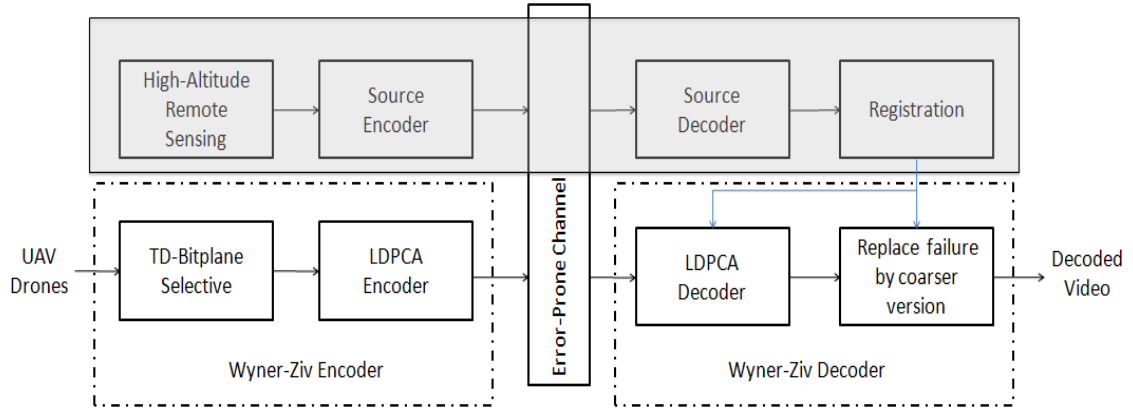 High-Altitude
Remote
Sensing
Source
Encoder
Source
Decoder
Registration
Error-Prone Channel
UAV
Drones
TD-Bitplane
Selective
LDPCA
Encoder
LDPCA
Decoder
Replace failure
by coarser
version
Decoded
Video
Wyner-Ziv Encoder
Wyner-Ziv Decoder